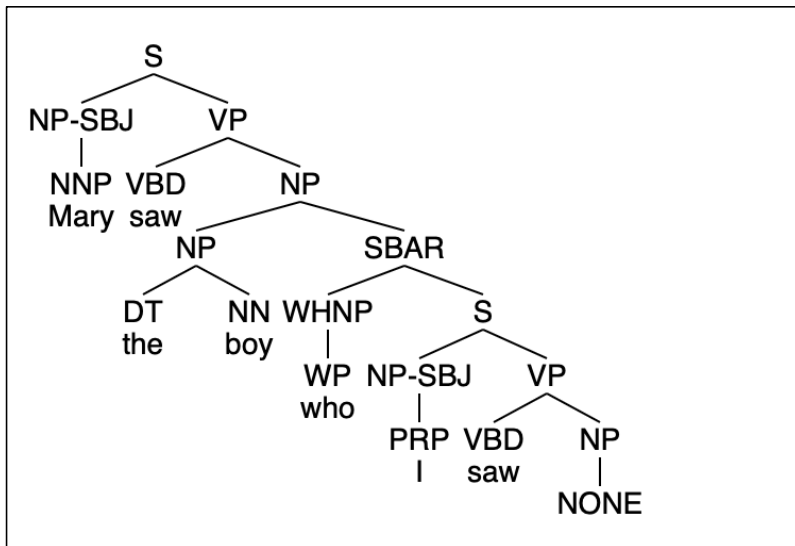 S
NP-SBJ VP
NNP VBD NP
Mary saw
NP SBAR
DT NN WHNP S
the boy
WP NP-SBJ VP
who
PRP VBD NP
I saw
NONE